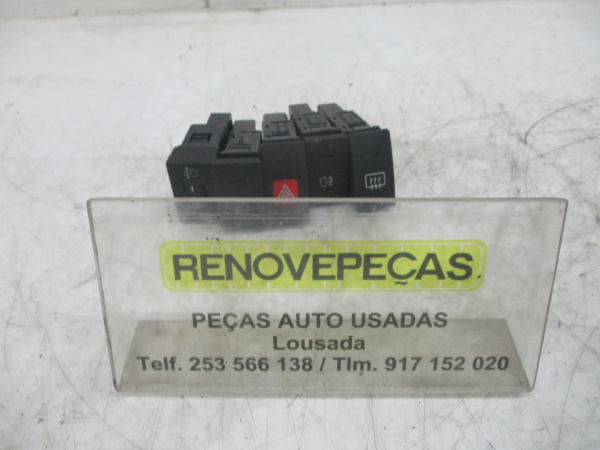 RENOVEPEÇAS
PEÇAS AUTO USADAS
Lousada
Telf. 253 566 138 / Tlm. 917 152 020